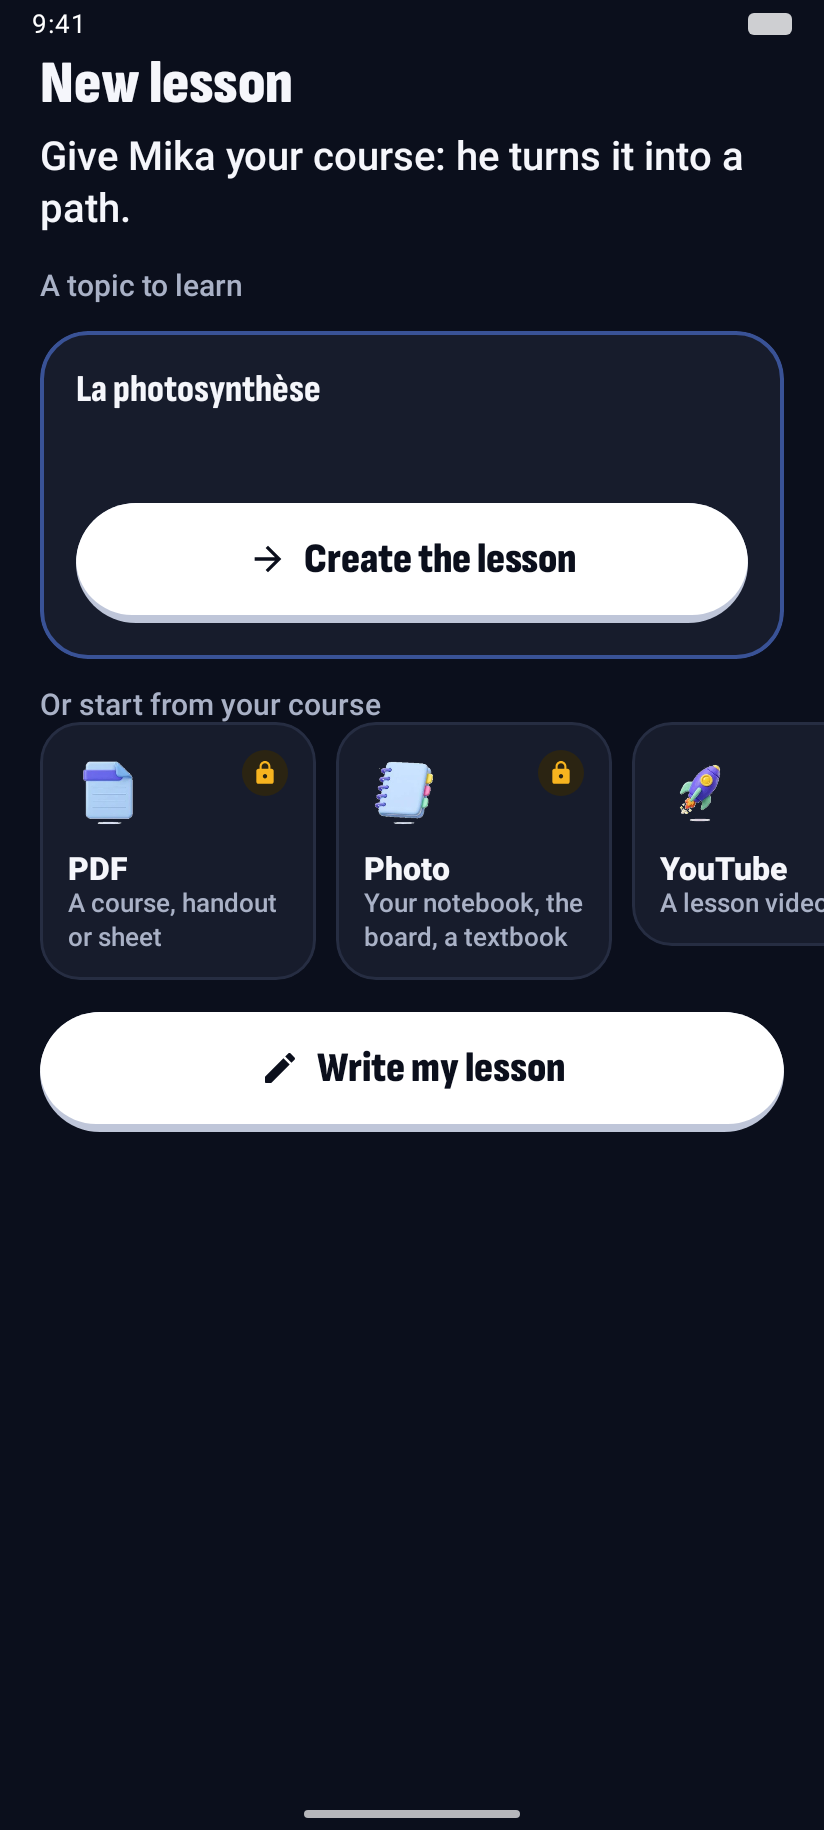 9:41
New lesson
Give Mika your course: he turns it into a
path.
A topic to learn
La photosynthèse
Create the lesson
Or start from your course
PDF
A course, handout
or sheet
Photo
Your notebook, the
board, a textbook
YouTube
A lesson video
Write my lesson